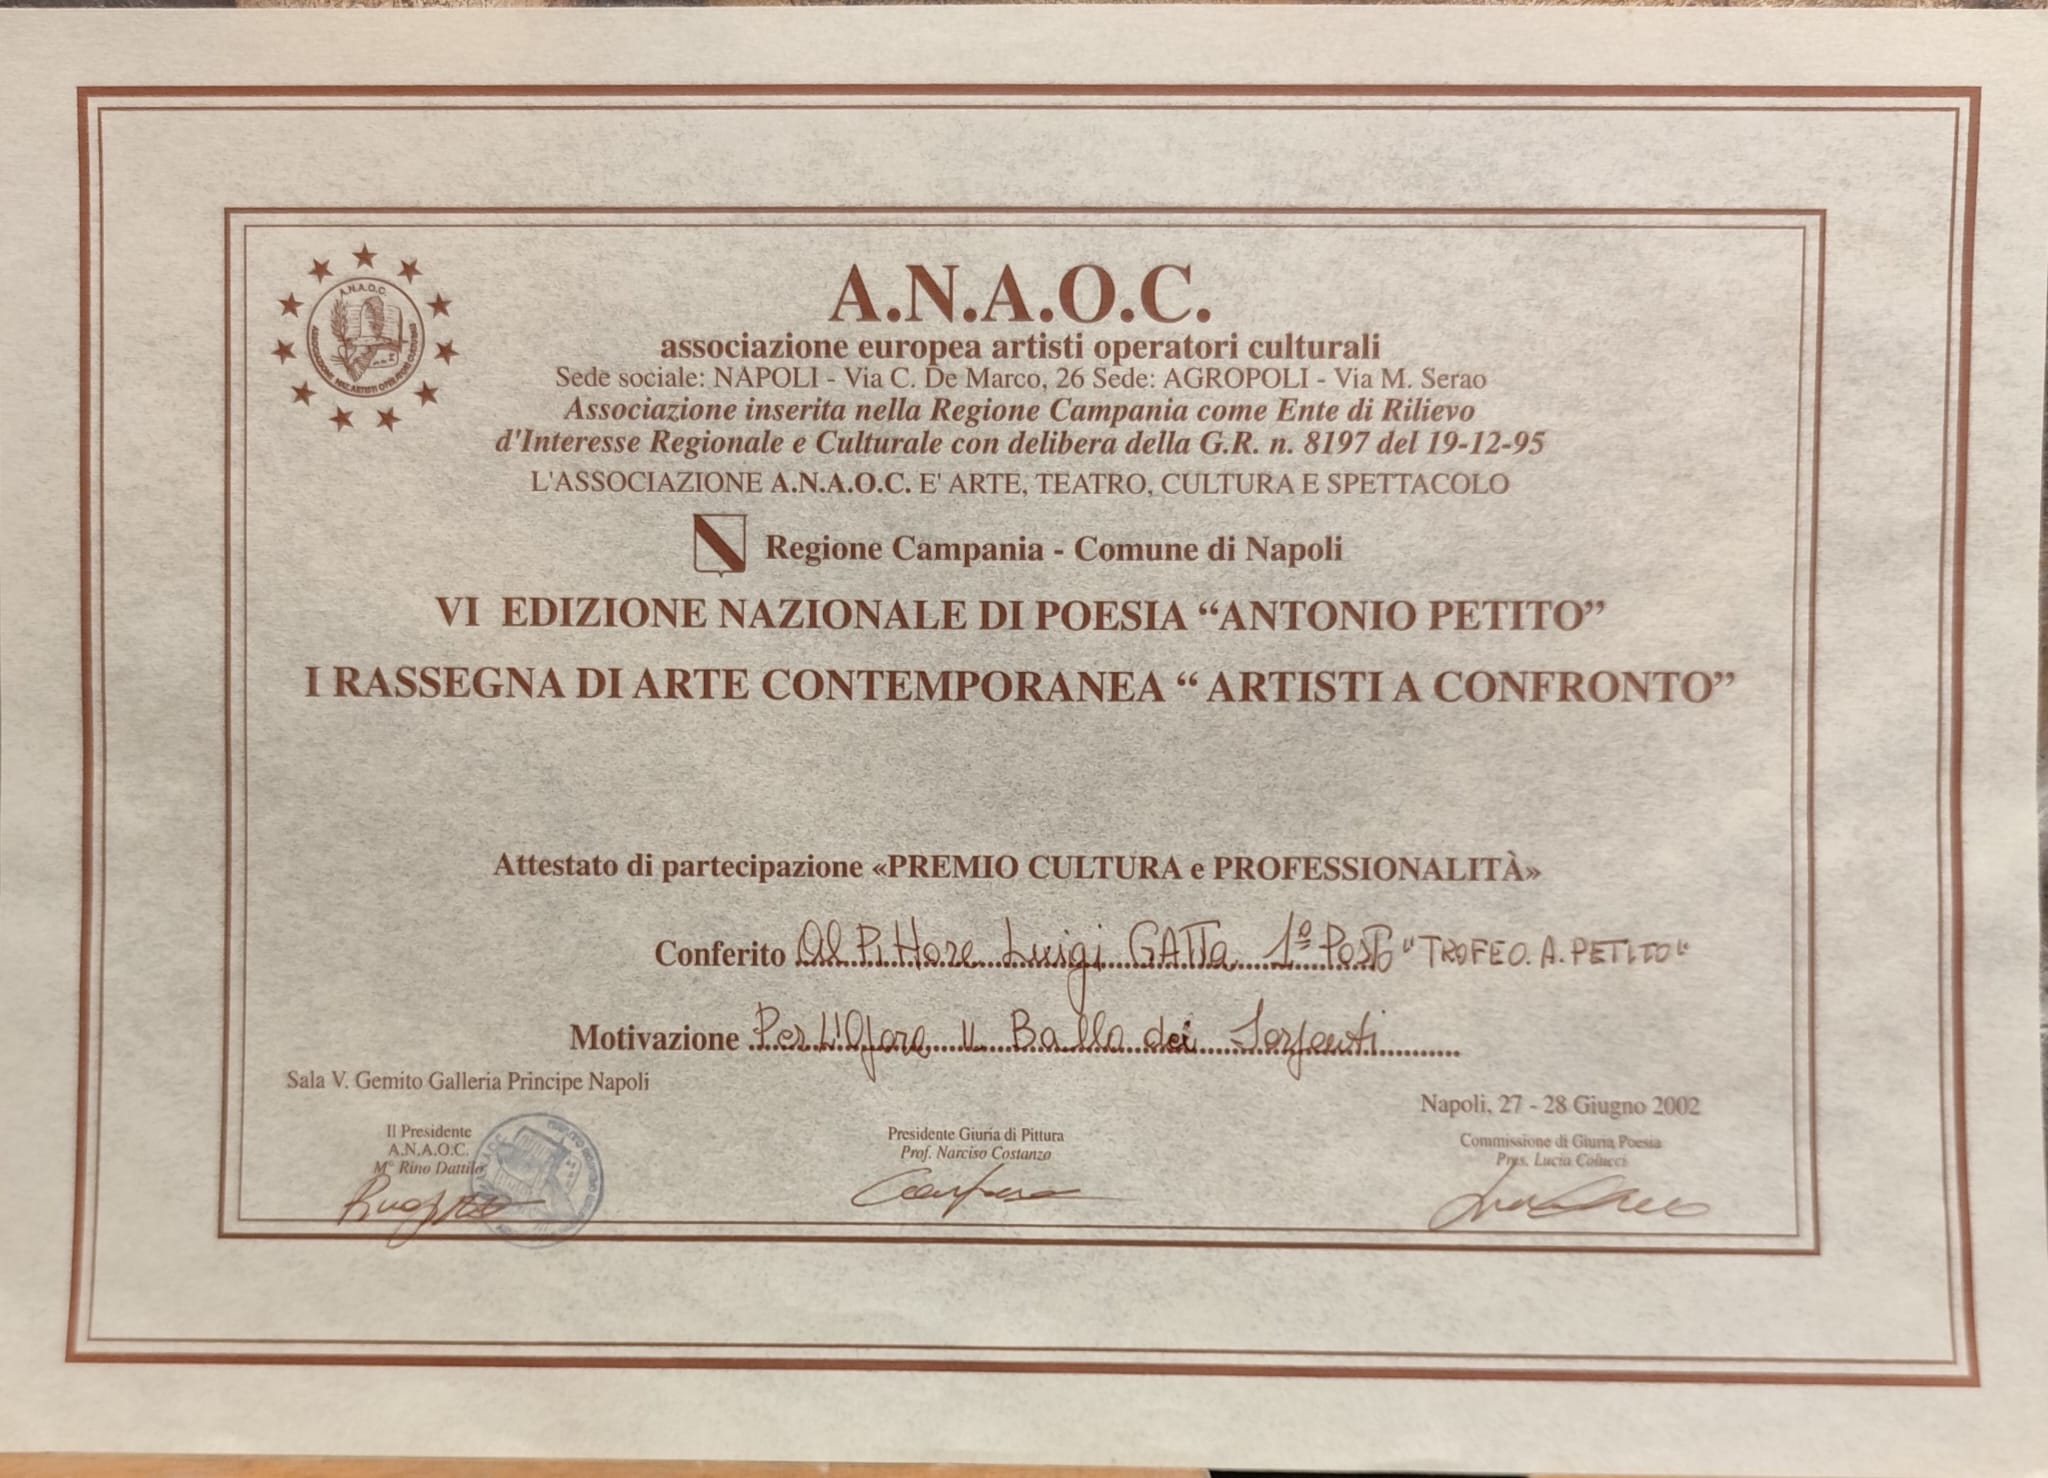 A.N.A.O.C.
associazione europea artisti operatori culturali
Sede sociale: NAPOLI - Via C. De Marco, 26 Sede: AGROPOLI - Via M. Serao
Associazione inserita nella Regione Campania come Ente di Rilievo
d'Interesse Regionale e Culturale con delibera della G.R. n. 8197 del 19-12-95
L'ASSOCIAZIONE A.N.A.O.C. E' ARTE, TEATRO, CULTURA E SPETTACOLO
A.N.A.O.C.
Regione Campania - Comune di Napoli
VI EDIZIONE NAZIONALE DI POESIA “ANTONIO PETITO”
I RASSEGNA DI ARTE CONTEMPORANEA “ ARTISTI A CONFRONTO”
Attestato di partecipazione «PREMIO CULTURA e PROFESSIONALITÀ»
Conferito Al Pittore Luigi GATTa 1º Posto "TROFEO. A. PETITO"
Motivazione Per L'Opera Il Ballo dei Serpenti
Sala V. Gemito Galleria Principe Napoli
Napoli, 27 - 28 Giugno 2002
Il Presidente
A.N.A.O.C.
M° Rino Dattilo
Presidente Giuria di Pittura
Prof. Narciso Costanzo
Commissione di Giuria Poesia
Pres. Lucia Colucci